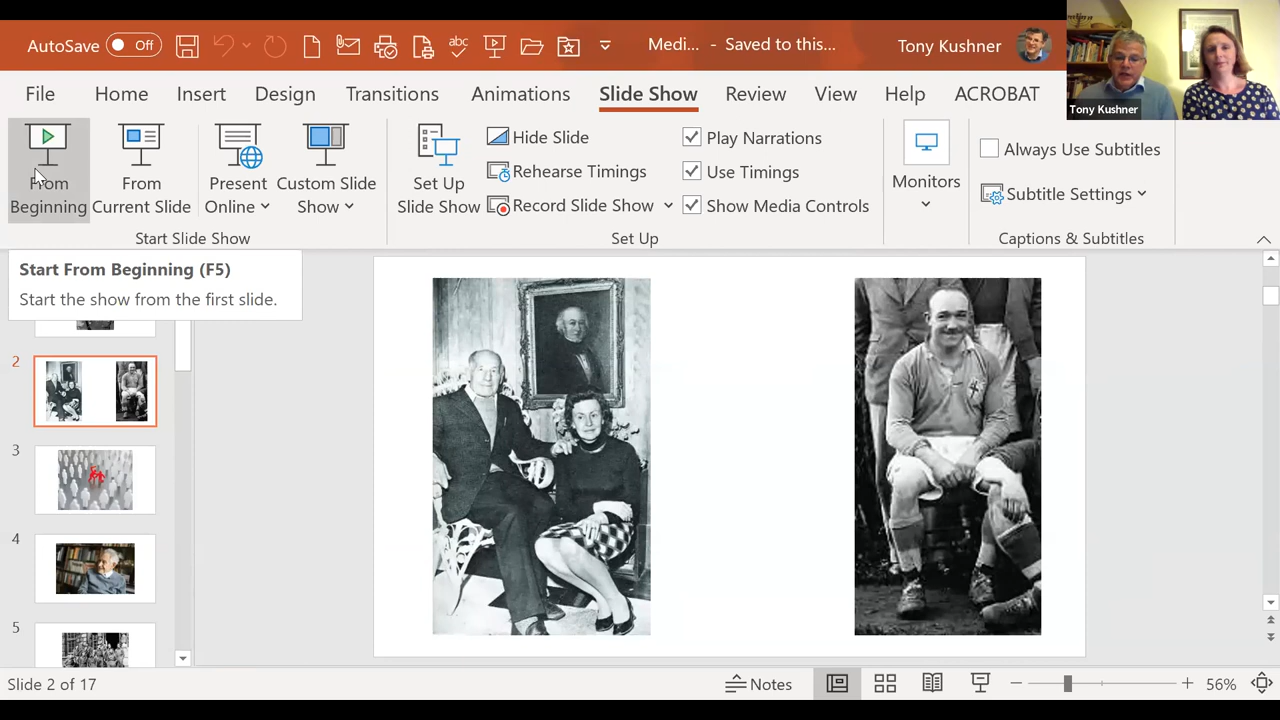 AutoSave Off
Medi... - Saved to this...
Tony Kushner
Tony Kushner
File Home Insert Design Transitions Animations Slide Show Review View Help ACROBAT
From Beginning
From Current Slide
Present Online
Custom Slide Show
Start Slide Show
Set Up Slide Show
Hide Slide
Rehearse Timings
Record Slide Show
Play Narrations
Use Timings
Show Media Controls
Set Up
Monitors
Always Use Subtitles
Subtitle Settings
Captions & Subtitles
Start From Beginning (F5)
Start the show from the first slide.
2
3
4
5
Slide 2 of 17
Notes
56%